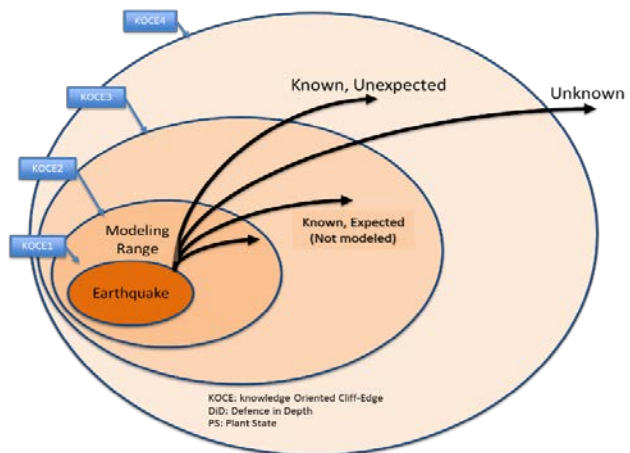 KOCE4
Known, Unexpected
Unknown
KOCE3
KOCE2
Modeling
Range
Known, Expected
(Not modeled)
KOCE1
Earthquake
KOCE: knowledge Oriented Cliff-Edge
DiD: Defence in Depth
PS: Plant State